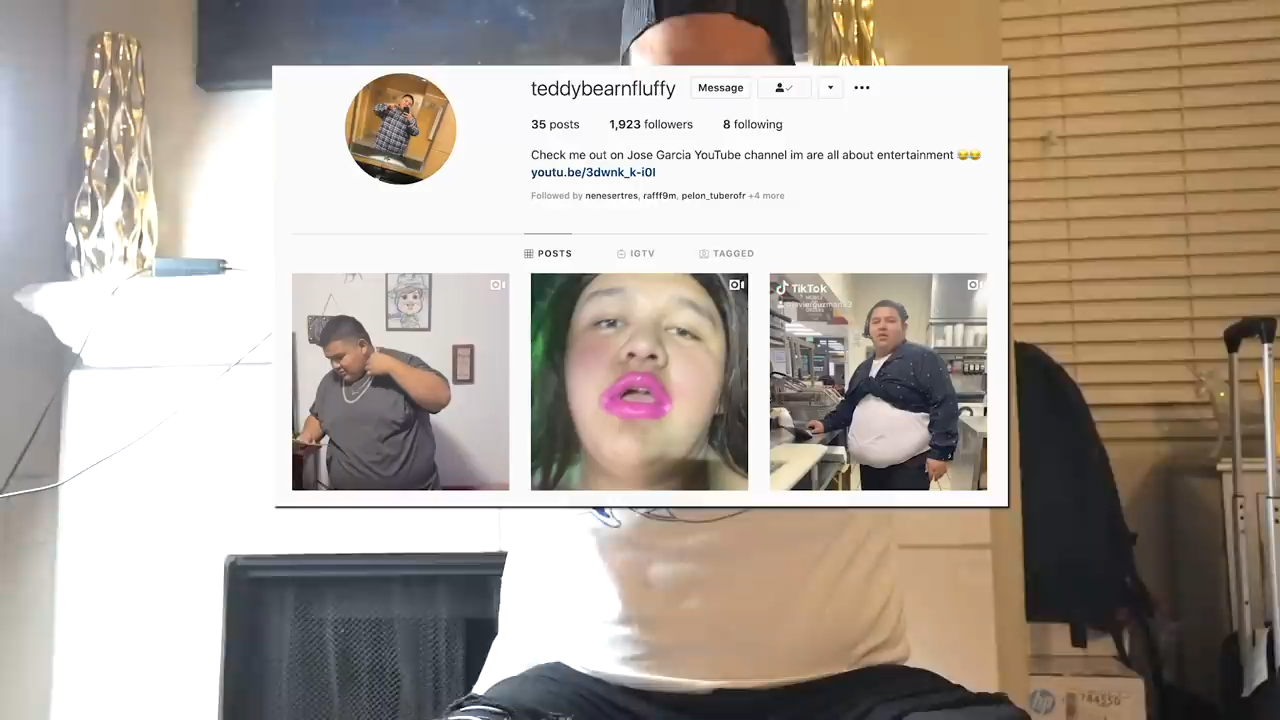 teddybearnfluffy Message
35 posts 1,923 followers 8 following
Check me out on Jose Garcia YouTube channel im are all about entertainment 😂😂
youtu.be/3dwnk_k-i0I
Followed by nenesertres, rafff9m, pelon_tuberofr +4 more
POSTS IGTV TAGGED
TikTok
hp